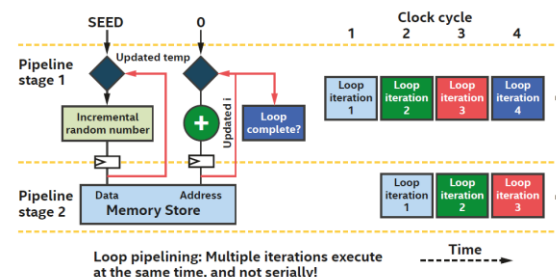 SEED
0
Clock cycle
1
2
3
4
Updated temp
Pipeline
stage 1
Incremental
random number
+
Updated i
Loop
complete?
Loop
iteration
1
Loop
iteration
2
Loop
iteration
3
Loop
iteration
4
Pipeline
stage 2
Data
Address
Memory Store
Loop
iteration
1
Loop
iteration
2
Loop
iteration
3
Loop pipelining: Multiple iterations execute
at the same time, and not serially!
Time